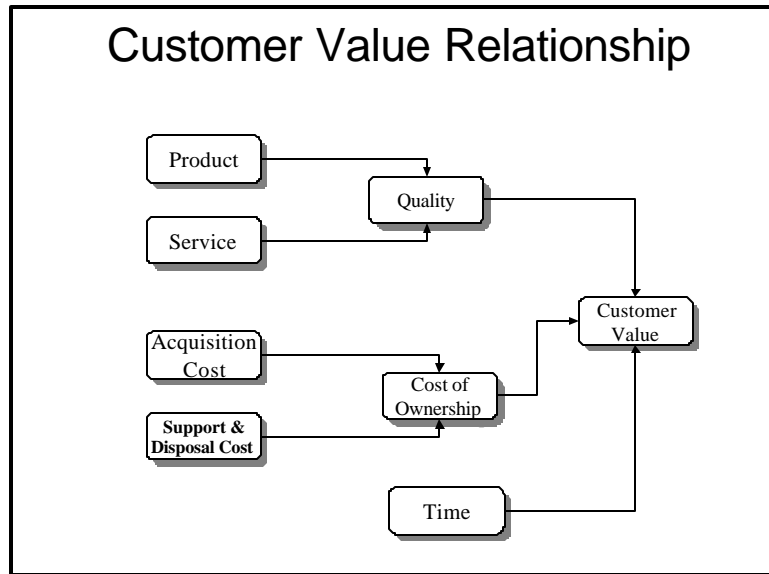 Customer Value Relationship
Product
Quality
Service
Customer
Value
Acquisition
Cost
Cost of
Ownership
Support &
Disposal Cost
Time